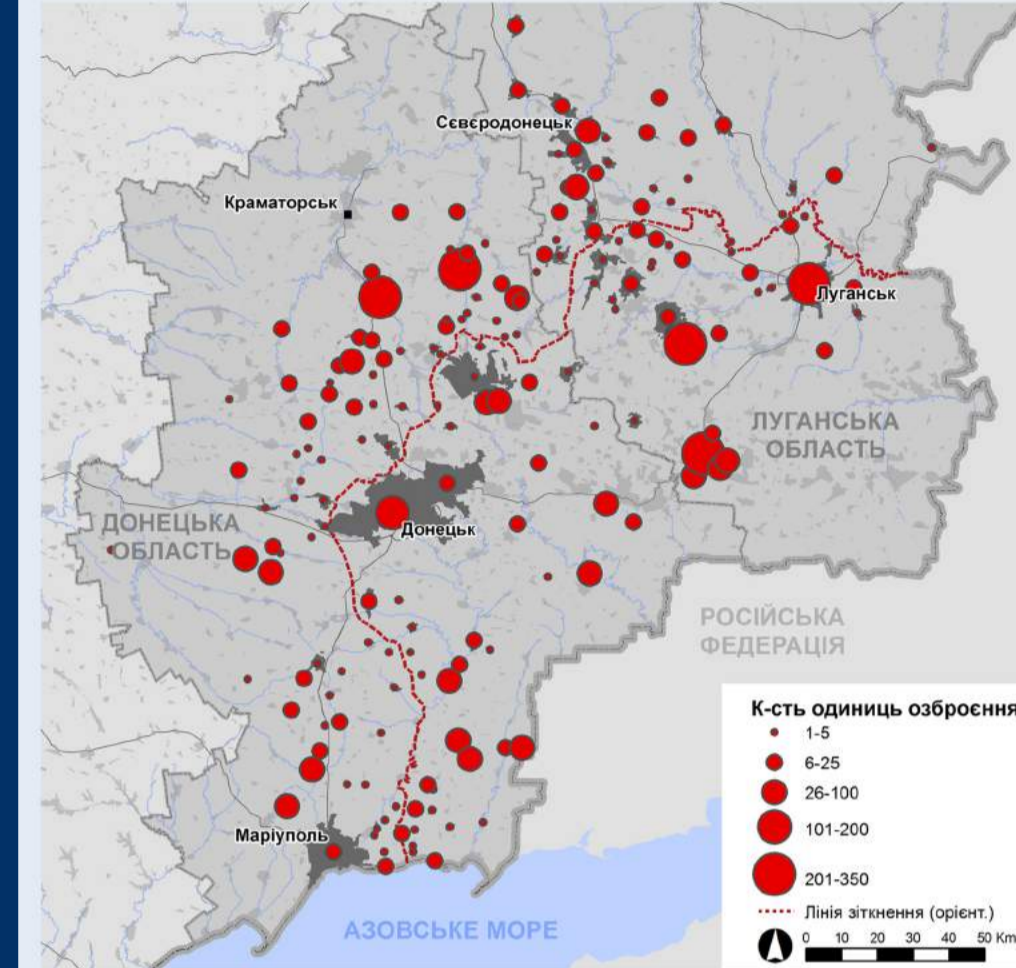 Сєвєродонецьк
Краматорськ
Луганськ
ЛУГАНСЬКА
ОБЛАСТЬ
ДОНЕЦЬКА
ОБЛАСТЬ
Донецьк
РОСІЙСЬКА
ФЕДЕРАЦІЯ
Маріуполь
АЗОВСЬКЕ МОРЕ
К-сть одиниць озброєння
1-5
6-25
26-100
101-200
201-350
Лінія зіткнення (орієнт.)
0 10 20 30 40 50 Km